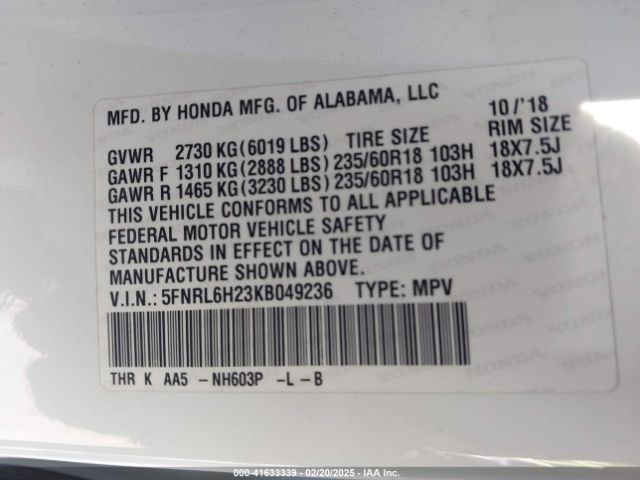 MFD. BY HONDA MFG. OF ALABAMA, LLC 10/'18
GVWR 2730 KG(6019 LBS) TIRE SIZE RIM SIZE
GAWR F 1310 KG(2888 LBS) 235/60R18 103H 18X7.5J
GAWR R 1465 KG(3230 LBS) 235/60R18 103H 18X7.5J
THIS VEHICLE CONFORMS TO ALL APPLICABLE
FEDERAL MOTOR VEHICLE SAFETY
STANDARDS IN EFFECT ON THE DATE OF
MANUFACTURE SHOWN ABOVE.
V.I.N.: 5FNRL6H23KB049236 TYPE: MPV
THR K AA5 -NH603P -L -B
000-41633339 - 02/20/2025 - IAA Inc.